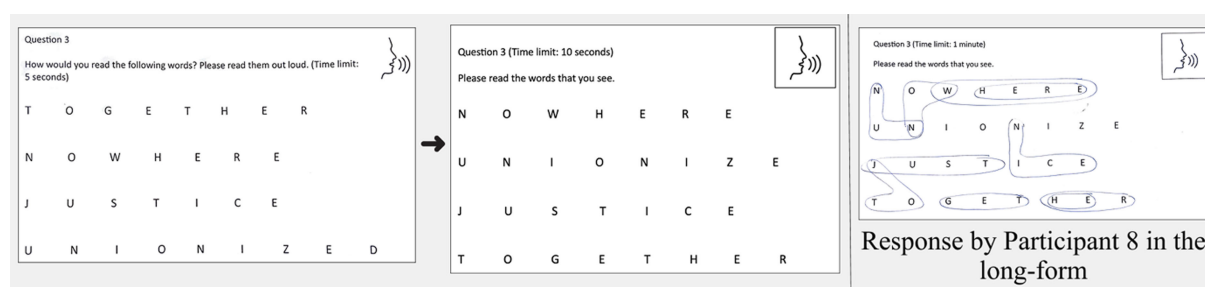 Question 3
How would you read the following words? Please read them out loud. (Time limit:
5 seconds)
T O G E T H E R
N O W H E R E
J U S T I C E
U N I O N I Z E D
Question 3 (Time limit: 10 seconds)
Please read the words that you see.
N O W H E R E
U N I O N I Z E
J U S T I C E
T O G E T H E R
Question 3 (Time limit: 1 minute)
Please read the words that you see.
N O W H E R E
U N I O N I Z E
J U S T I C E
T O G E T H E R
Response by Participant 8 in the
long-form